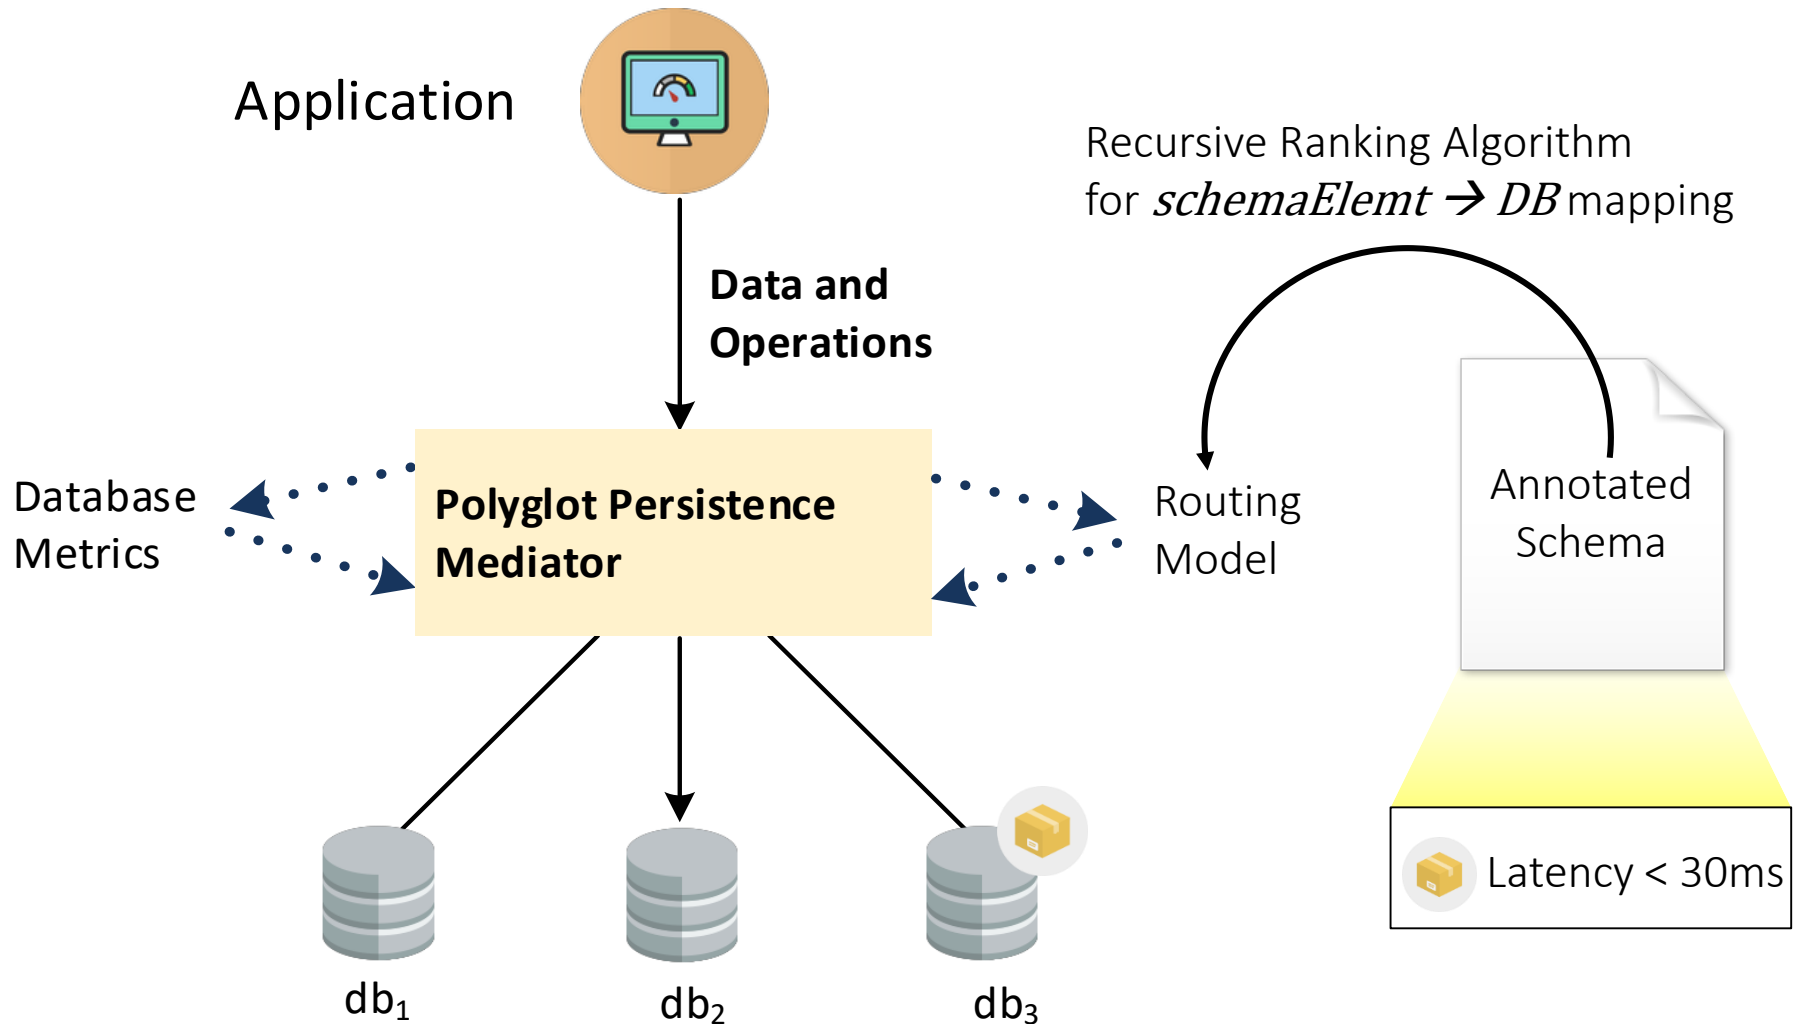 Application
Recursive Ranking Algorithm
for schemaElemt → DB mapping
Data and
Operations
Database
Metrics
Polyglot Persistence
Mediator
Routing
Model
Annotated
Schema
Latency < 30ms
db₁
db₂
db₃